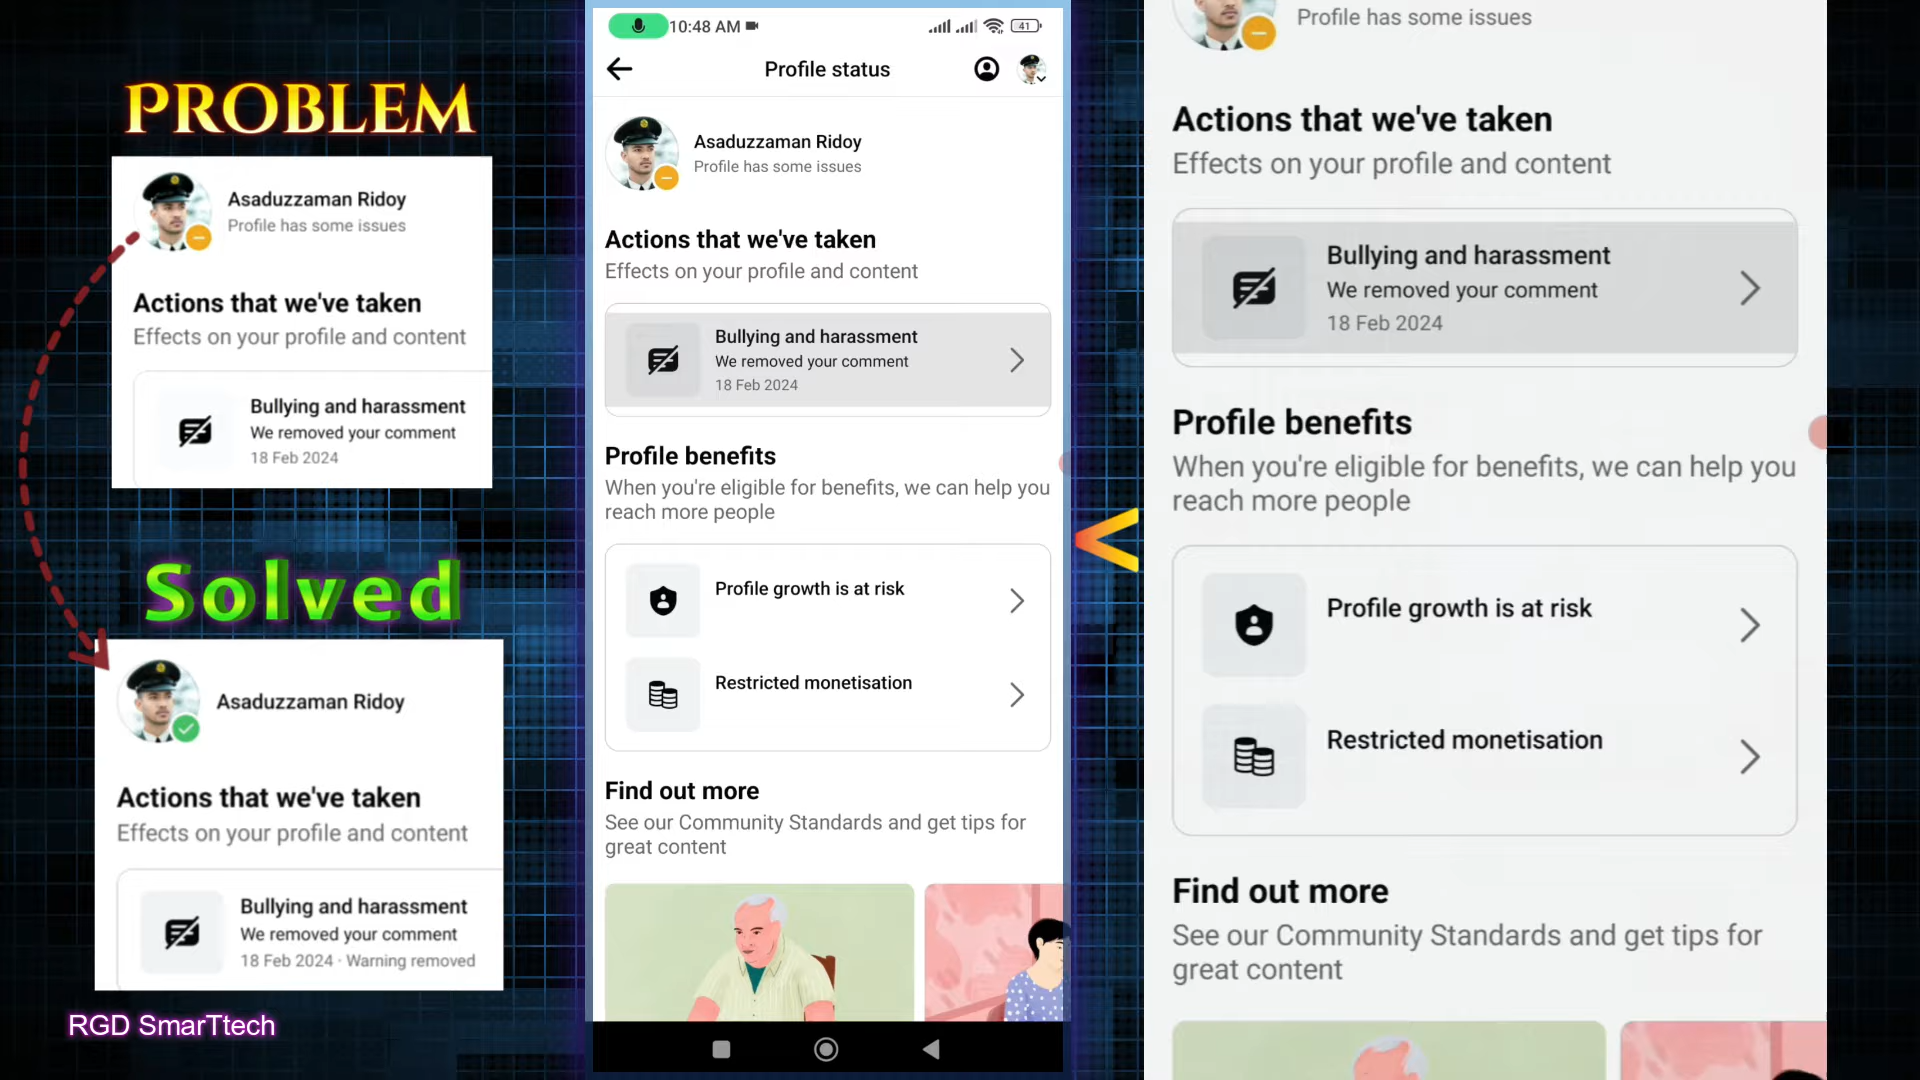 PROBLEM
Asaduzzaman Ridoy
Profile has some issues
Actions that we've taken
Effects on your profile and content
Bullying and harassment
We removed your comment
18 Feb 2024
Solved
Asaduzzaman Ridoy
Actions that we've taken
Effects on your profile and content
Bullying and harassment
We removed your comment
18 Feb 2024 · Warning removed
RGD SmarTtech
10:48 AM
41
Profile status
Asaduzzaman Ridoy
Profile has some issues
Actions that we've taken
Effects on your profile and content
Bullying and harassment
We removed your comment
18 Feb 2024
Profile benefits
When you're eligible for benefits, we can help you
reach more people
Profile growth is at risk
Restricted monetisation
Find out more
See our Community Standards and get tips for
great content
<
Profile has some issues
Actions that we've taken
Effects on your profile and content
Bullying and harassment
We removed your comment
18 Feb 2024
Profile benefits
When you're eligible for benefits, we can help you
reach more people
Profile growth is at risk
Restricted monetisation
Find out more
See our Community Standards and get tips for
great content